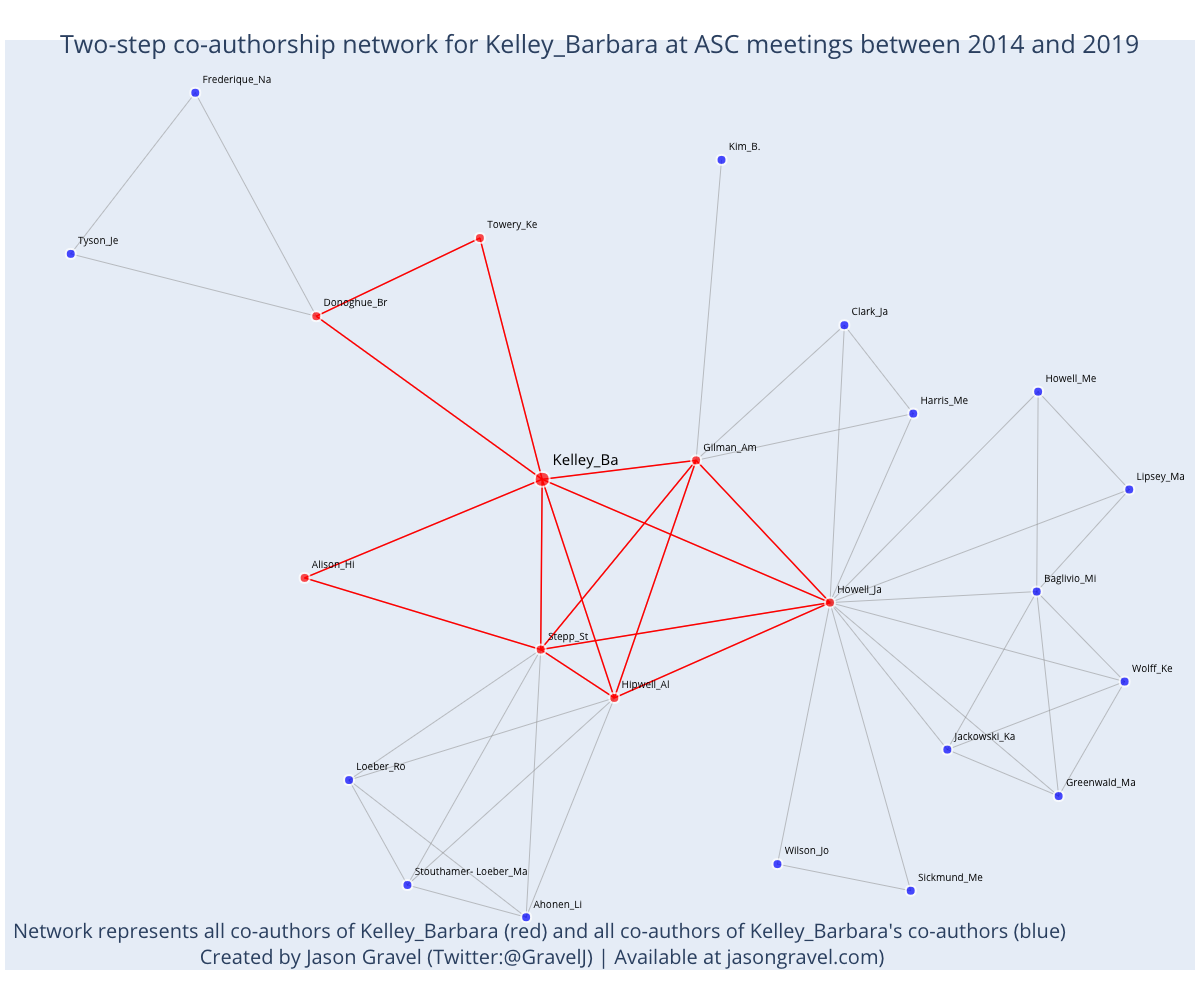 Two-step co-authorship network for Kelley_Barbara at ASC meetings between 2014 and 2019
Frederique_Na
Kim_B.
Towery_Ke
Tyson_Je
Donoghue_Br
Clark_Ja
Howell_Me
Harris_Me
Gilman_Am
Kelley_Ba
Lipsey_Ma
Alison_Hi
Baglivio_Mi
Howell_Ja
Stepp_St
Wolff_Ke
Hipwell_Al
Jackowski_Ka
Loeber_Ro
Greenwald_Ma
Wilson_Jo
Stouthamer- Loeber_Ma
Sickmund_Me
Ahonen_Li
Network represents all co-authors of Kelley_Barbara (red) and all co-authors of Kelley_Barbara's co-authors (blue)
Created by Jason Gravel (Twitter:@GravelJ) | Available at jasongravel.com)